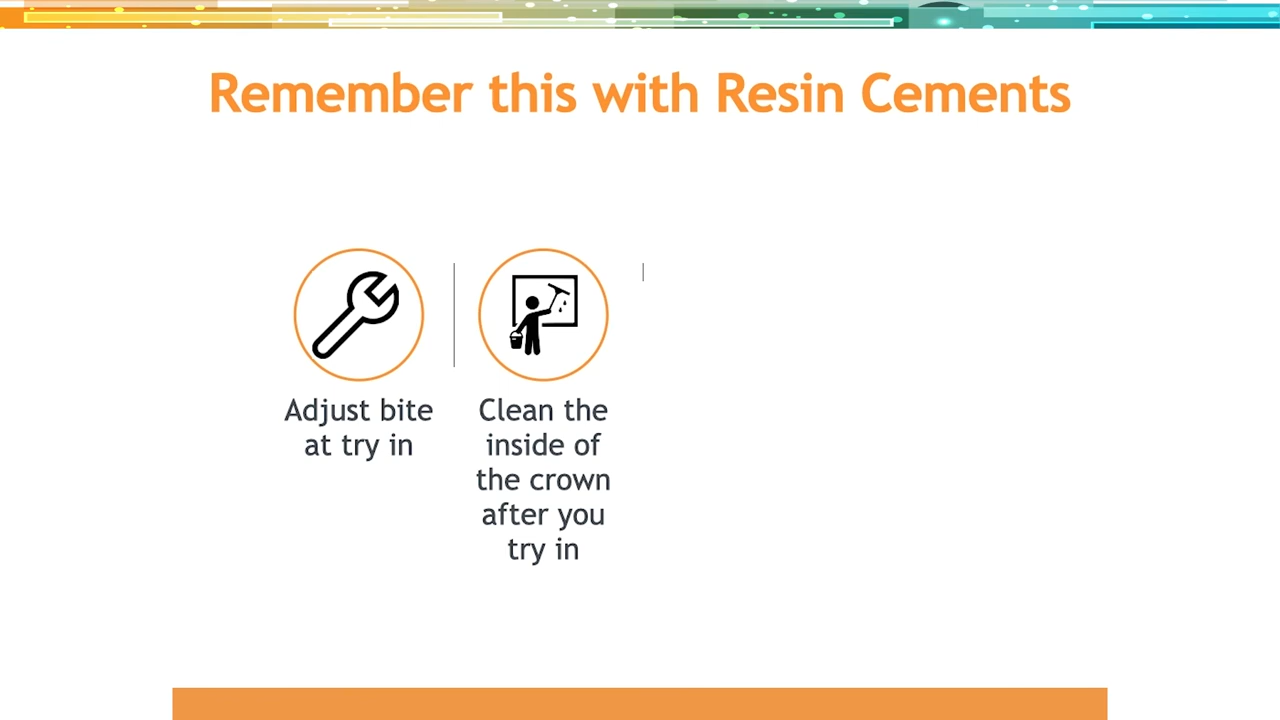 Remember this with Resin Cements
Adjust bite
at try in
Clean the
inside of
the crown
after you
try in